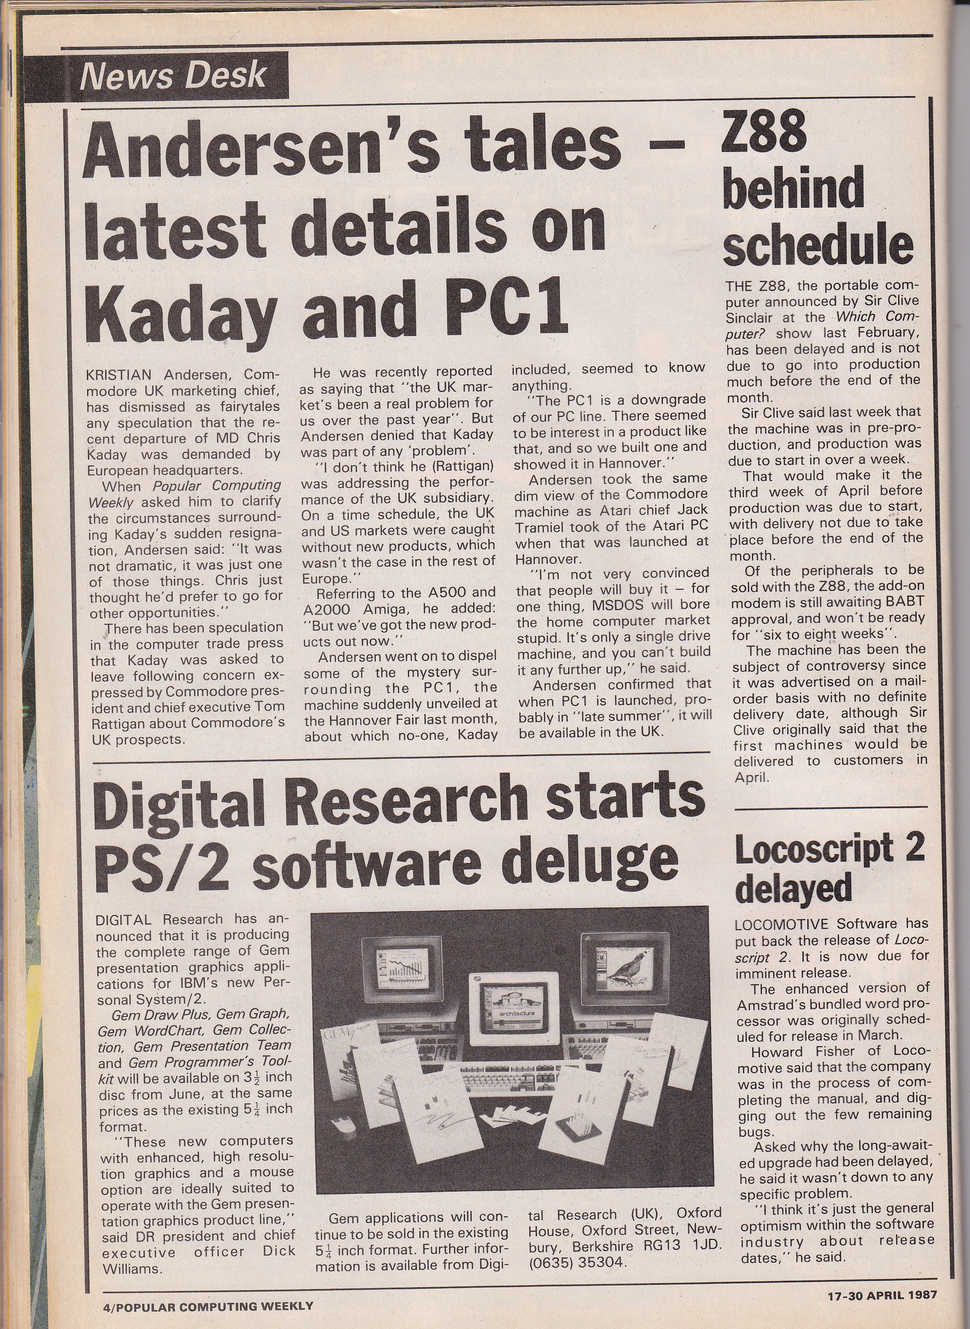 News Desk
Andersen's tales –
latest details on
Kaday and PC1
KRISTIAN Andersen, Com-
modore UK marketing chief,
has dismissed as fairytales
any speculation that the re-
cent departure of MD Chris
Kaday was demanded by
European headquarters.
When Popular Computing
Weekly asked him to clarify
the circumstances surround-
ing Kaday's sudden resigna-
tion, Andersen said: "It was
not dramatic, it was just one
of those things. Chris just
thought he'd prefer to go for
other opportunities."
There has been speculation
in the computer trade press
that Kaday was asked to
leave following concern ex-
pressed by Commodore pres-
ident and chief executive Tom
Rattigan about Commodore's
UK prospects.
He was recently reported
as saying that "the UK mar-
ket's been a real problem for
us over the past year". But
Andersen denied that Kaday
was part of any 'problem'.
"I don't think he (Rattigan)
was addressing the perfor-
mance of the UK subsidiary.
On a time schedule, the UK
and US markets were caught
without new products, which
wasn't the case in the rest of
Europe."
Referring to the A500 and
A2000 Amiga, he added:
"But we've got the new prod-
ucts out now."
Andersen went on to dispel
some of the mystery sur-
rounding the PC1, the
machine suddenly unveiled at
the Hannover Fair last month,
about which no-one, Kaday
included, seemed to know
anything.
"The PC1 is a downgrade
of our PC line. There seemed
to be interest in a product like
that, and so we built one and
showed it in Hannover."
Andersen took the same
dim view of the Commodore
machine as Atari chief Jack
Tramiel took of the Atari PC
when that was launched at
Hannover.
"I'm not very convinced
that people will buy it – for
one thing, MSDOS will bore
the home computer market
stupid. It's only a single drive
machine, and you can't build
it any further up," he said.
Andersen confirmed that
when PC1 is launched, pro-
bably in "late summer", it will
be available in the UK.
Z88
behind
schedule
THE Z88, the portable com-
puter announced by Sir Clive
Sinclair at the Which Com-
puter? show last February,
has been delayed and is not
due to go into production
much before the end of the
month.
Sir Clive said last week that
the machine was in pre-pro-
duction, and production was
due to start in over a week.
That would make it the
third week of April before
production was due to start,
with delivery not due to take
place before the end of the
month.
Of the peripherals to be
sold with the Z88, the add-on
modem is still awaiting BABT
approval, and won't be ready
for "six to eight weeks".
The machine has been the
subject of controversy since
it was advertised on a mail-
order basis with no definite
delivery date, although Sir
Clive originally said that the
first machines would be
delivered to customers in
April.
Digital Research starts
PS/2 software deluge
DIGITAL Research has an-
nounced that it is producing
the complete range of Gem
presentation graphics appli-
cations for IBM's new Per-
sonal System/2.
Gem Draw Plus, Gem Graph,
Gem WordChart, Gem Collec-
tion, Gem Presentation Team
and Gem Programmer's Tool-
kit will be available on 3½ inch
disc from June, at the same
prices as the existing 5¼ inch
format.
"These new computers
with enhanced, high resolu-
tion graphics and a mouse
option are ideally suited to
operate with the Gem presen-
tation graphics product line,"
said DR president and chief
executive officer Dick
Williams.
architecture
Gem applications will con-
tinue to be sold in the existing
5¼ inch format. Further infor-
mation is available from Digi-
tal Research (UK), Oxford
House, Oxford Street, New-
bury, Berkshire RG13 1JD.
(0635) 35304.
Locoscript 2
delayed
LOCOMOTIVE Software has
put back the release of Loco-
script 2. It is now due for
imminent release.
The enhanced version of
Amstrad's bundled word pro-
cessor was originally sched-
uled for release in March.
Howard Fisher of Loco-
motive said that the company
was in the process of com-
pleting the manual, and dig-
ging out the few remaining
bugs.
Asked why the long-await-
ed upgrade had been delayed,
he said it wasn't down to any
specific problem.
"I think it's just the general
optimism within the software
industry about release
dates," he said.
4/POPULAR COMPUTING WEEKLY
17-30 APRIL 1987